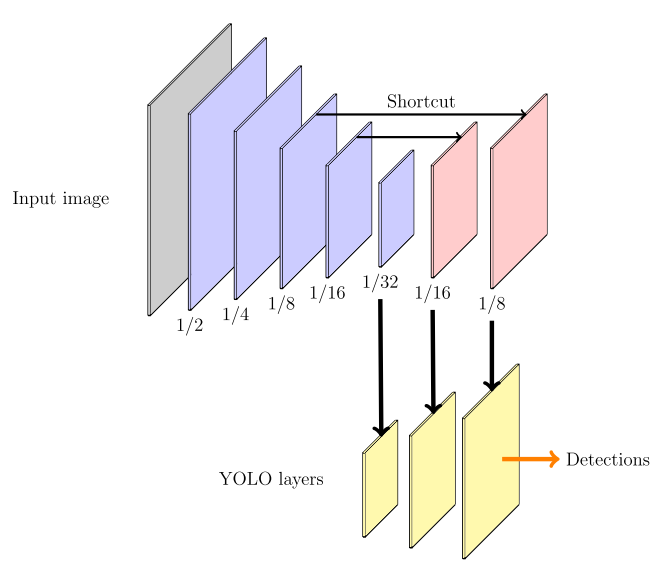 Shortcut
Input image
1/2
1/4
1/8
1/16
1/32
1/16
1/8
YOLO layers
Detections